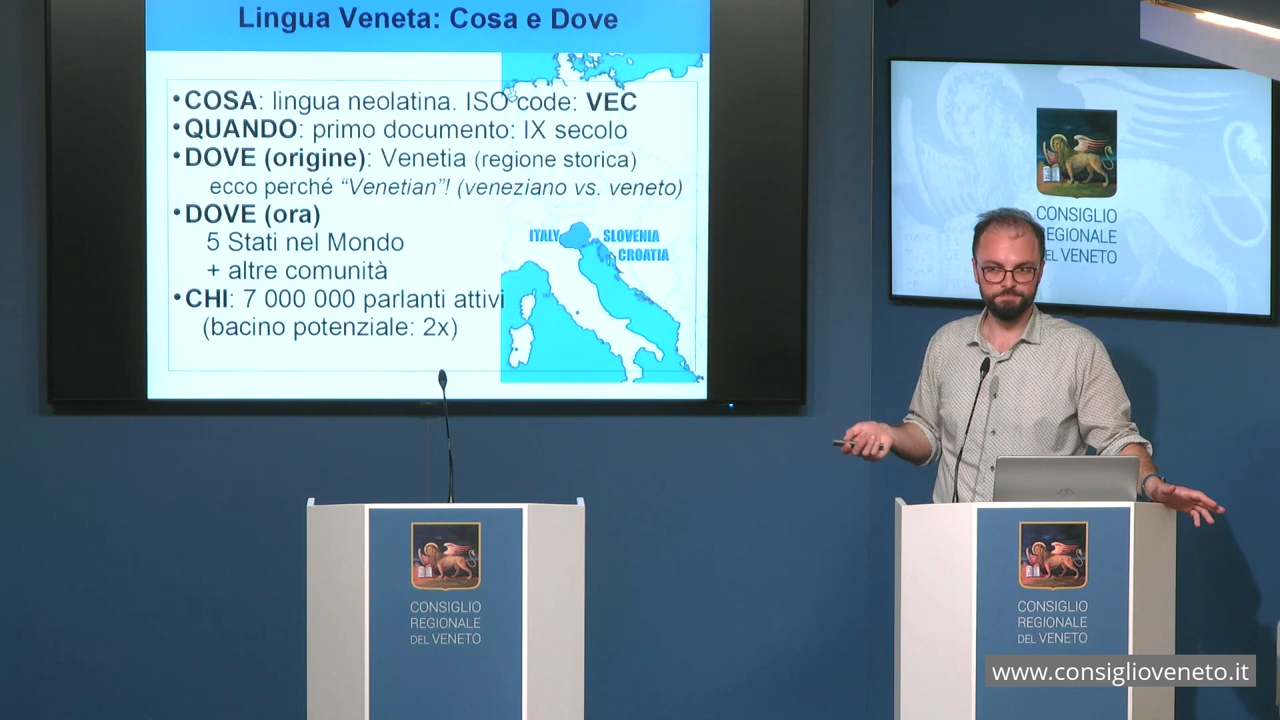 Lingua Veneta: Cosa e Dove
•COSA: lingua neolatina. ISO code: VEC
•QUANDO: primo documento: IX secolo
•DOVE (origine): Venetia (regione storica)
ecco perché “Venetian”! (veneziano vs. veneto)
•DOVE (ora)
5 Stati nel Mondo
+ altre comunità
•CHI: 7 000 000 parlanti attivi
(bacino potenziale: 2x)
ITALY
SLOVENIA
CROATIA
CONSIGLIO
REGIONALE
DEL VENETO
CONSIGLIO
REGIONALE
DEL VENETO
CONSIGLIO
REGIONALE
DEL VENETO
www.consiglioveneto.it